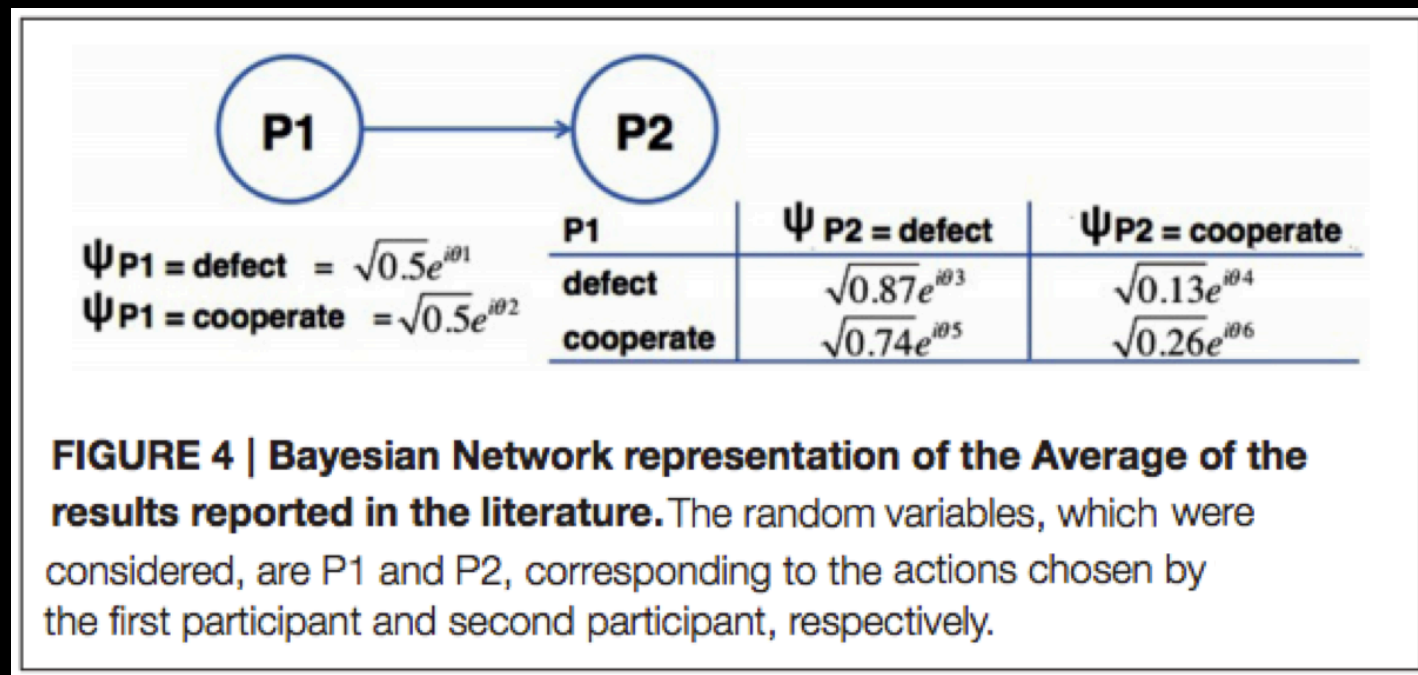 P1 P2
P1 ψ P2 = defect ψP2 = cooperate
ψP1 = defect = √0.5e^{iθ1}
defect √0.87e^{iθ3} √0.13e^{iθ4}
ψP1 = cooperate =√0.5e^{iθ2}
cooperate √0.74e^{iθ5} √0.26e^{iθ6}
FIGURE 4 | Bayesian Network representation of the Average of the
results reported in the literature. The random variables, which were
considered, are P1 and P2, corresponding to the actions chosen by
the first participant and second participant, respectively.